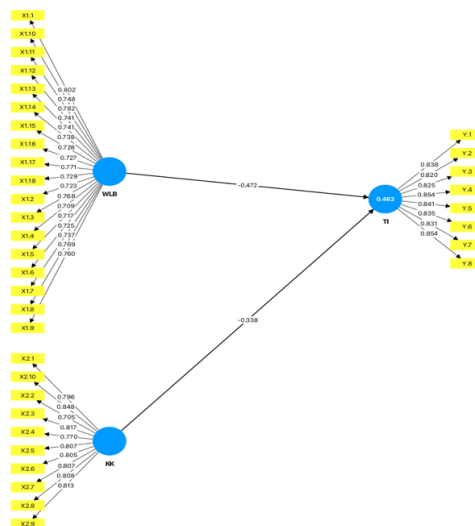 X1.1
X1.10
X1.11
X1.12
X1.13
X1.14
X1.15
X1.16
X1.17
X1.18
X1.2
X1.3
X1.4
X1.5
X1.6
X1.7
X1.8
X1.9
0.802
0.748
0.782
0.741
0.741
0.738
0.728
0.727
0.771
0.729
0.723
0.768
0.709
0.717
0.725
0.737
0.769
0.760
WLB
-0.472
0.463
TI
0.838
0.820
0.825
0.854
0.841
0.835
0.831
0.854
Y.1
Y.2
Y.3
Y.4
Y.5
Y.6
Y.7
Y.8
-0.338
X2.1
X2.10
X2.2
X2.3
X2.4
X2.5
X2.6
X2.7
X2.8
X2.9
0.796
0.848
0.705
0.817
0.770
0.807
0.805
0.807
0.808
0.813
KK